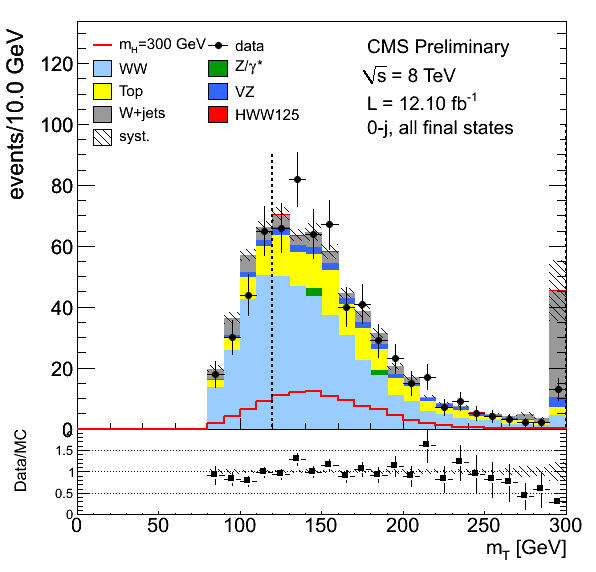 events/10.0 GeV
120
100
80
60
40
20
0
m_H=300 GeV
data
WW
Z/γ*
Top
VZ
W+jets
HWW125
syst.
CMS Preliminary
√s = 8 TeV
L = 12.10 fb⁻¹
0-j, all final states
Data/MC
1.5
1
0.5
0
0 50 100 150 200 250 300
m_T [GeV]